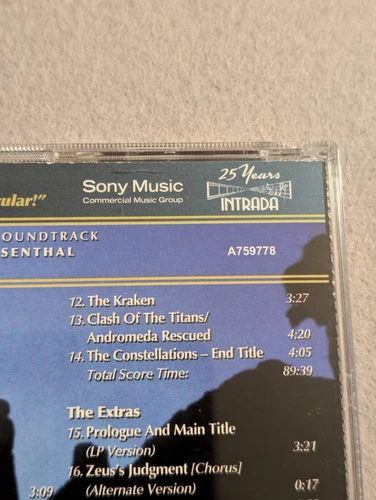 25 Years
ular!"
Sony Music
Commercial Music Group
INTRADA
OUNDTRACK
SENTHAL
A759778
12. The Kraken 3:27
13. Clash Of The Titans/
Andromeda Rescued 4:20
14. The Constellations – End Title 4:05
Total Score Time: 89:39
The Extras
15. Prologue And Main Title
(LP Version) 3:21
16. Zeus's Judgment [Chorus]
3:09 (Alternate Version) 0:17